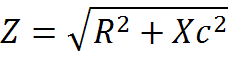 Z = √(R² + Xc²)